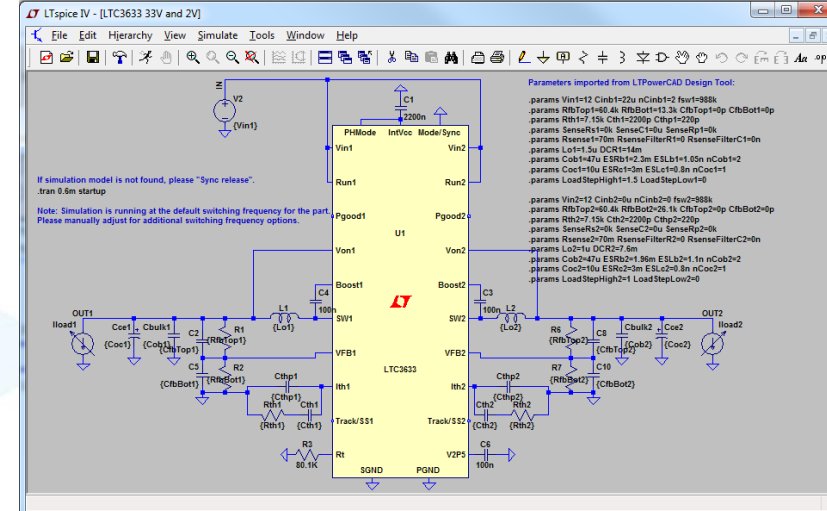 LTspice IV - [LTC3633 33V and 2V]
File Edit Hierarchy View Simulate Tools Window Help
Parameters imported from LTPowerCAD Design Tool:
.params Vin1=12 Cinb1=22u nCinb1=2 fsw1=988k
.params RfbTop1=60.4k RfbBot1=13.3k CfbTop1=0p CfbBot1=0p
.params Rth1=7.15k Cth1=2200p Cthp1=220p
.params SenseRs1=0k SenseC1=0u SenseRp1=0k
.params Rsense1=70m RsenseFilterR1=0 RsenseFilterC1=0n
.params Lo1=1.5u DCR1=14m
.params Cob1=47u ESRb1=2.3m ESLb1=1.05n nCob1=2
.params Coc1=10u ESRc1=3m ESLc1=0.8n nCoc1=1
.params LoadStepHigh1=1.5 LoadStepLow1=0
.params Vin2=12 Cinb2=0u nCinb2=0 fsw2=988k
.params RfbTop2=60.4k RfbBot2=26.1k CfbTop2=0p CfbBot2=0p
.params Rth2=7.15k Cth2=2200p Cthp2=220p
.params SenseRs2=0k SenseC2=0u SenseRp2=0k
.params Rsense2=70m RsenseFilterR2=0 RsenseFilterC2=0n
.params Lo2=1u DCR2=7.6m
.params Cob2=47u ESRb2=1.96m ESLb2=1.1n nCob2=2
.params Coc2=10u ESRc2=3m ESLc2=0.8n nCoc2=1
.params LoadStepHigh2=1 LoadStepLow2=0
If simulation model is not found, please "Sync release".
.tran 0.6m startup
Note: Simulation is running at the default switching frequency for the part.
Please manually adjust for additional switching frequency options.
IN
V2
{Vin1}
C1
2200n
PHMode IntVcc Mode/Sync
Vin1 Vin2
Run1 Run2
Pgood1 Pgood2
U1
Von1 Von2
Boost1 Boost2
C4
100n
C3
100n
SW1 SW2
L1
{Lo1}
L2
{Lo2}
VFB1 VFB2
LTC3633
Ith1 Ith2
Track/SS1 Track/SS2
Rt V2P5
SGND PGND
OUT1
Iload1
Cce1
{Coc1}
Cbulk1
{Cob1}
C2
{CfbTop1}
R1
{RfbTop1}
C5
{CfbBot1}
R2
{RfbBot1}
Cthp1
{Cthp1}
Rth1
{Rth1}
Cth1
{Cth1}
R3
80.1K
OUT2
Iload2
R6
{RfbTop2}
C8
{CfbTop2}
Cbulk2
{Cob2}
Cce2
{Coc2}
R7
{RfbBot2}
C10
{CfbBot2}
Cthp2
{Cthp2}
Cth2
{Cth2}
Rth2
{Rth2}
C6
100n